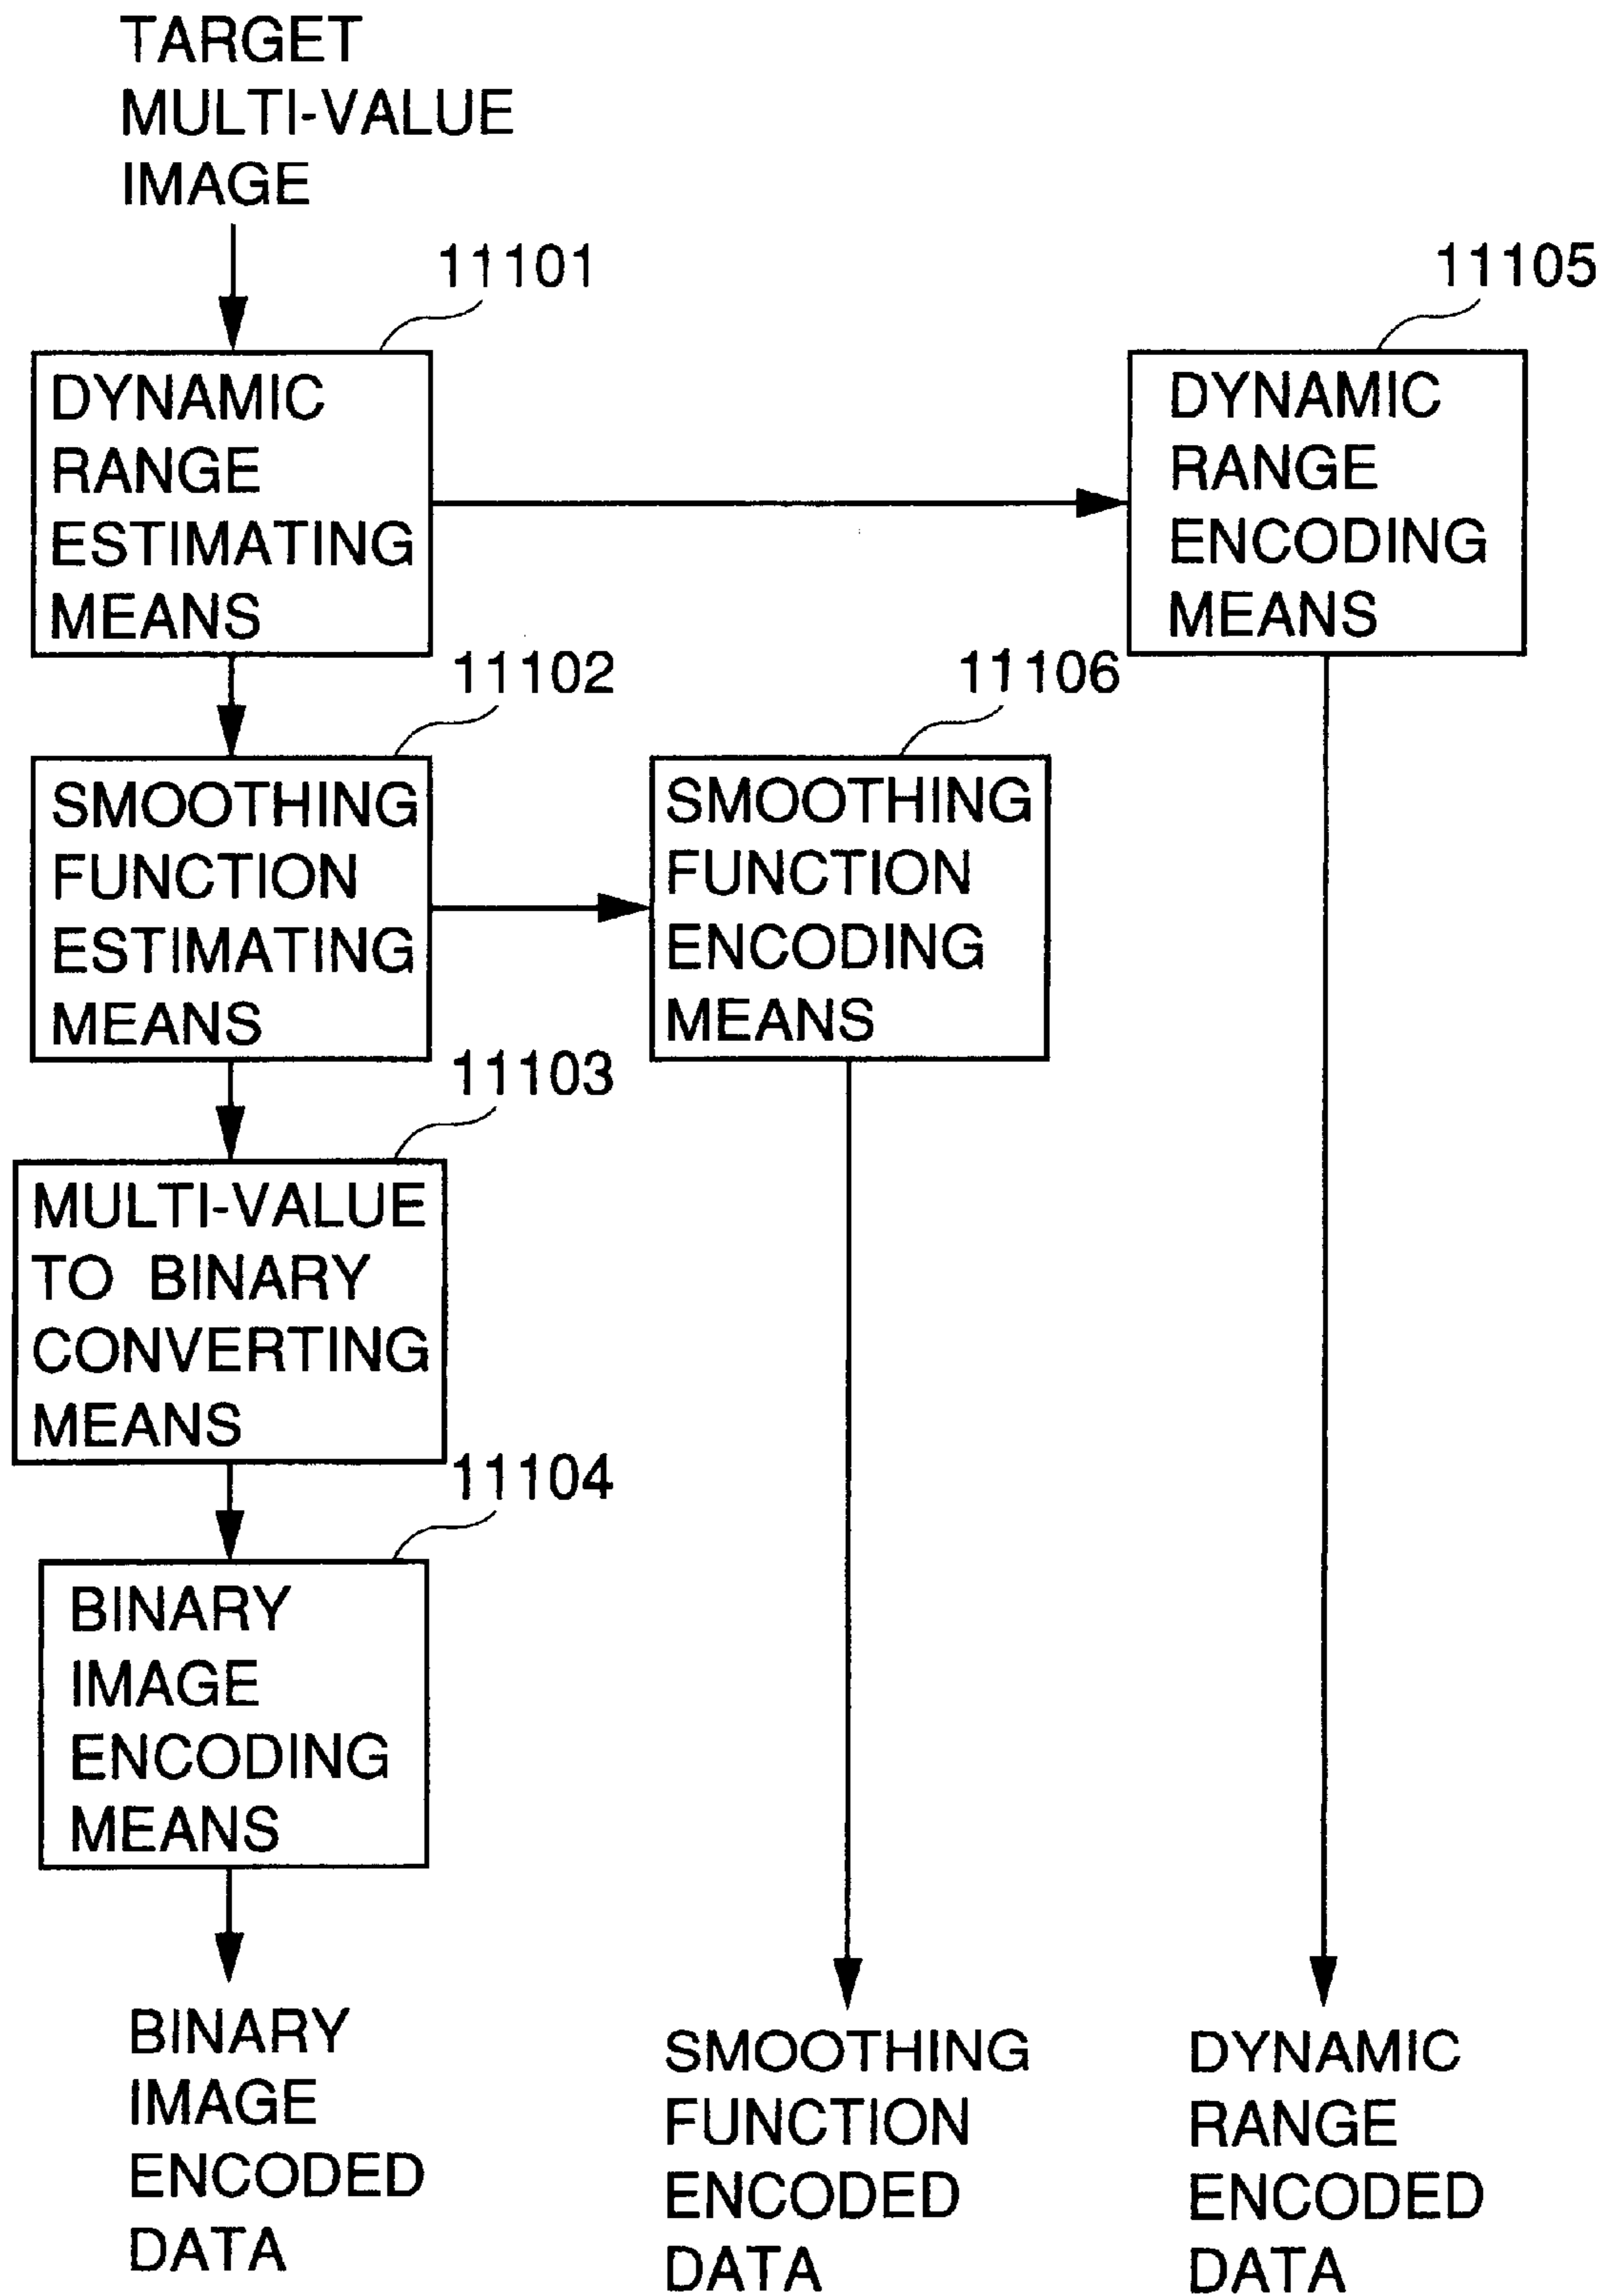 TARGET
MULTI-VALUE
IMAGE
11101
DYNAMIC
RANGE
ESTIMATING
MEANS
11105
DYNAMIC
RANGE
ENCODING
MEANS
11102
SMOOTHING
FUNCTION
ESTIMATING
MEANS
11106
SMOOTHING
FUNCTION
ENCODING
MEANS
11103
MULTI-VALUE
TO BINARY
CONVERTING
MEANS
11104
BINARY
IMAGE
ENCODING
MEANS
BINARY
IMAGE
ENCODED
DATA
SMOOTHING
FUNCTION
ENCODED
DATA
DYNAMIC
RANGE
ENCODED
DATA